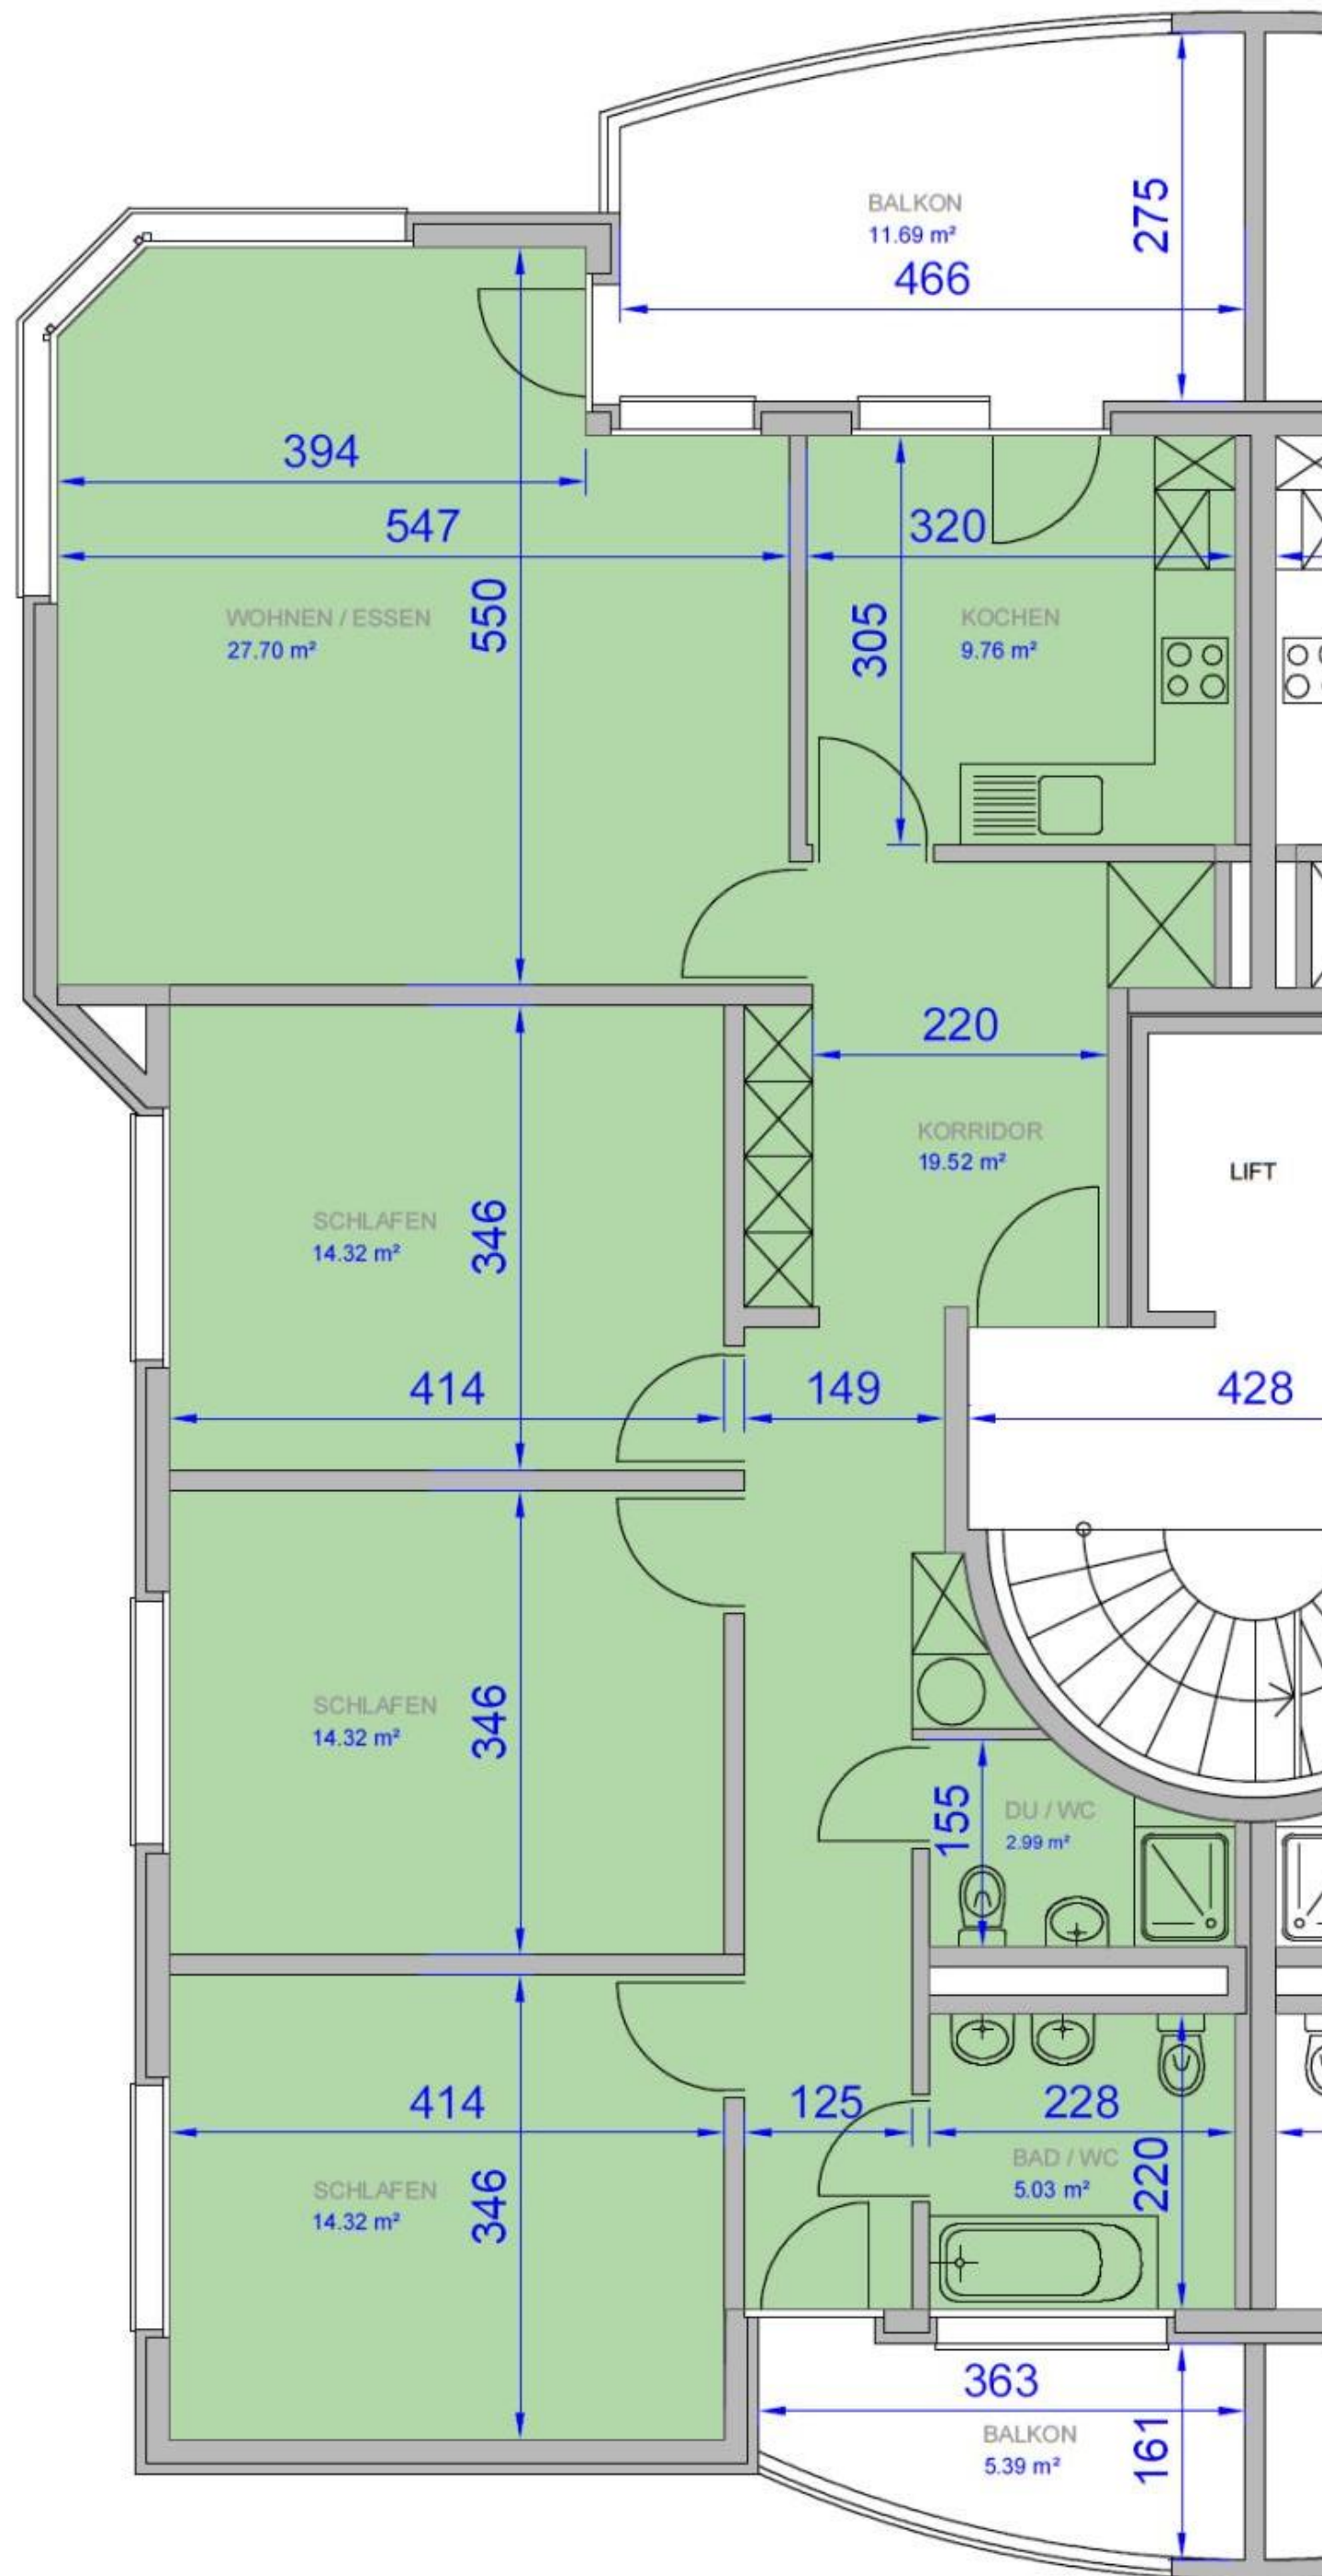 BALKON
11.69 m²
275
466
394
547
550
320
305
WOHNEN / ESSEN
27.70 m²
KOCHEN
9.76 m²
220
KORRIDOR
19.52 m²
LIFT
SCHLAFEN
14.32 m²
346
414
149
428
SCHLAFEN
14.32 m²
346
155
DU / WC
2.99 m²
414
125
228
BAD / WC
5.03 m²
220
SCHLAFEN
14.32 m²
346
363
BALKON
5.39 m²
161